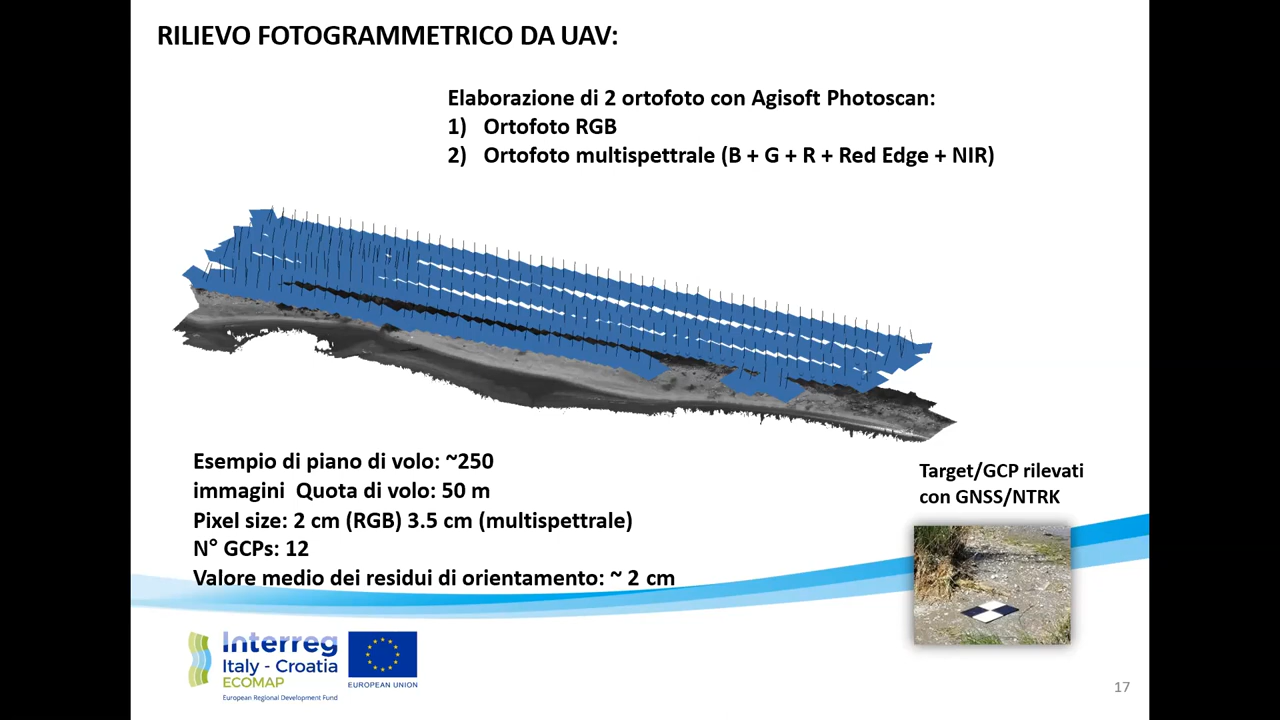 RILIEVO FOTOGRAMMETRICO DA UAV:
Elaborazione di 2 ortofoto con Agisoft Photoscan:
1) Ortofoto RGB
2) Ortofoto multispettrale (B + G + R + Red Edge + NIR)
Esempio di piano di volo: ~250
immagini Quota di volo: 50 m
Pixel size: 2 cm (RGB) 3.5 cm (multispettrale)
N° GCPs: 12
Valore medio dei residui di orientamento: ~ 2 cm
Target/GCP rilevati
con GNSS/NTRK
Interreg
Italy - Croatia
ECOMAP
European Regional Development Fund
EUROPEAN UNION
17